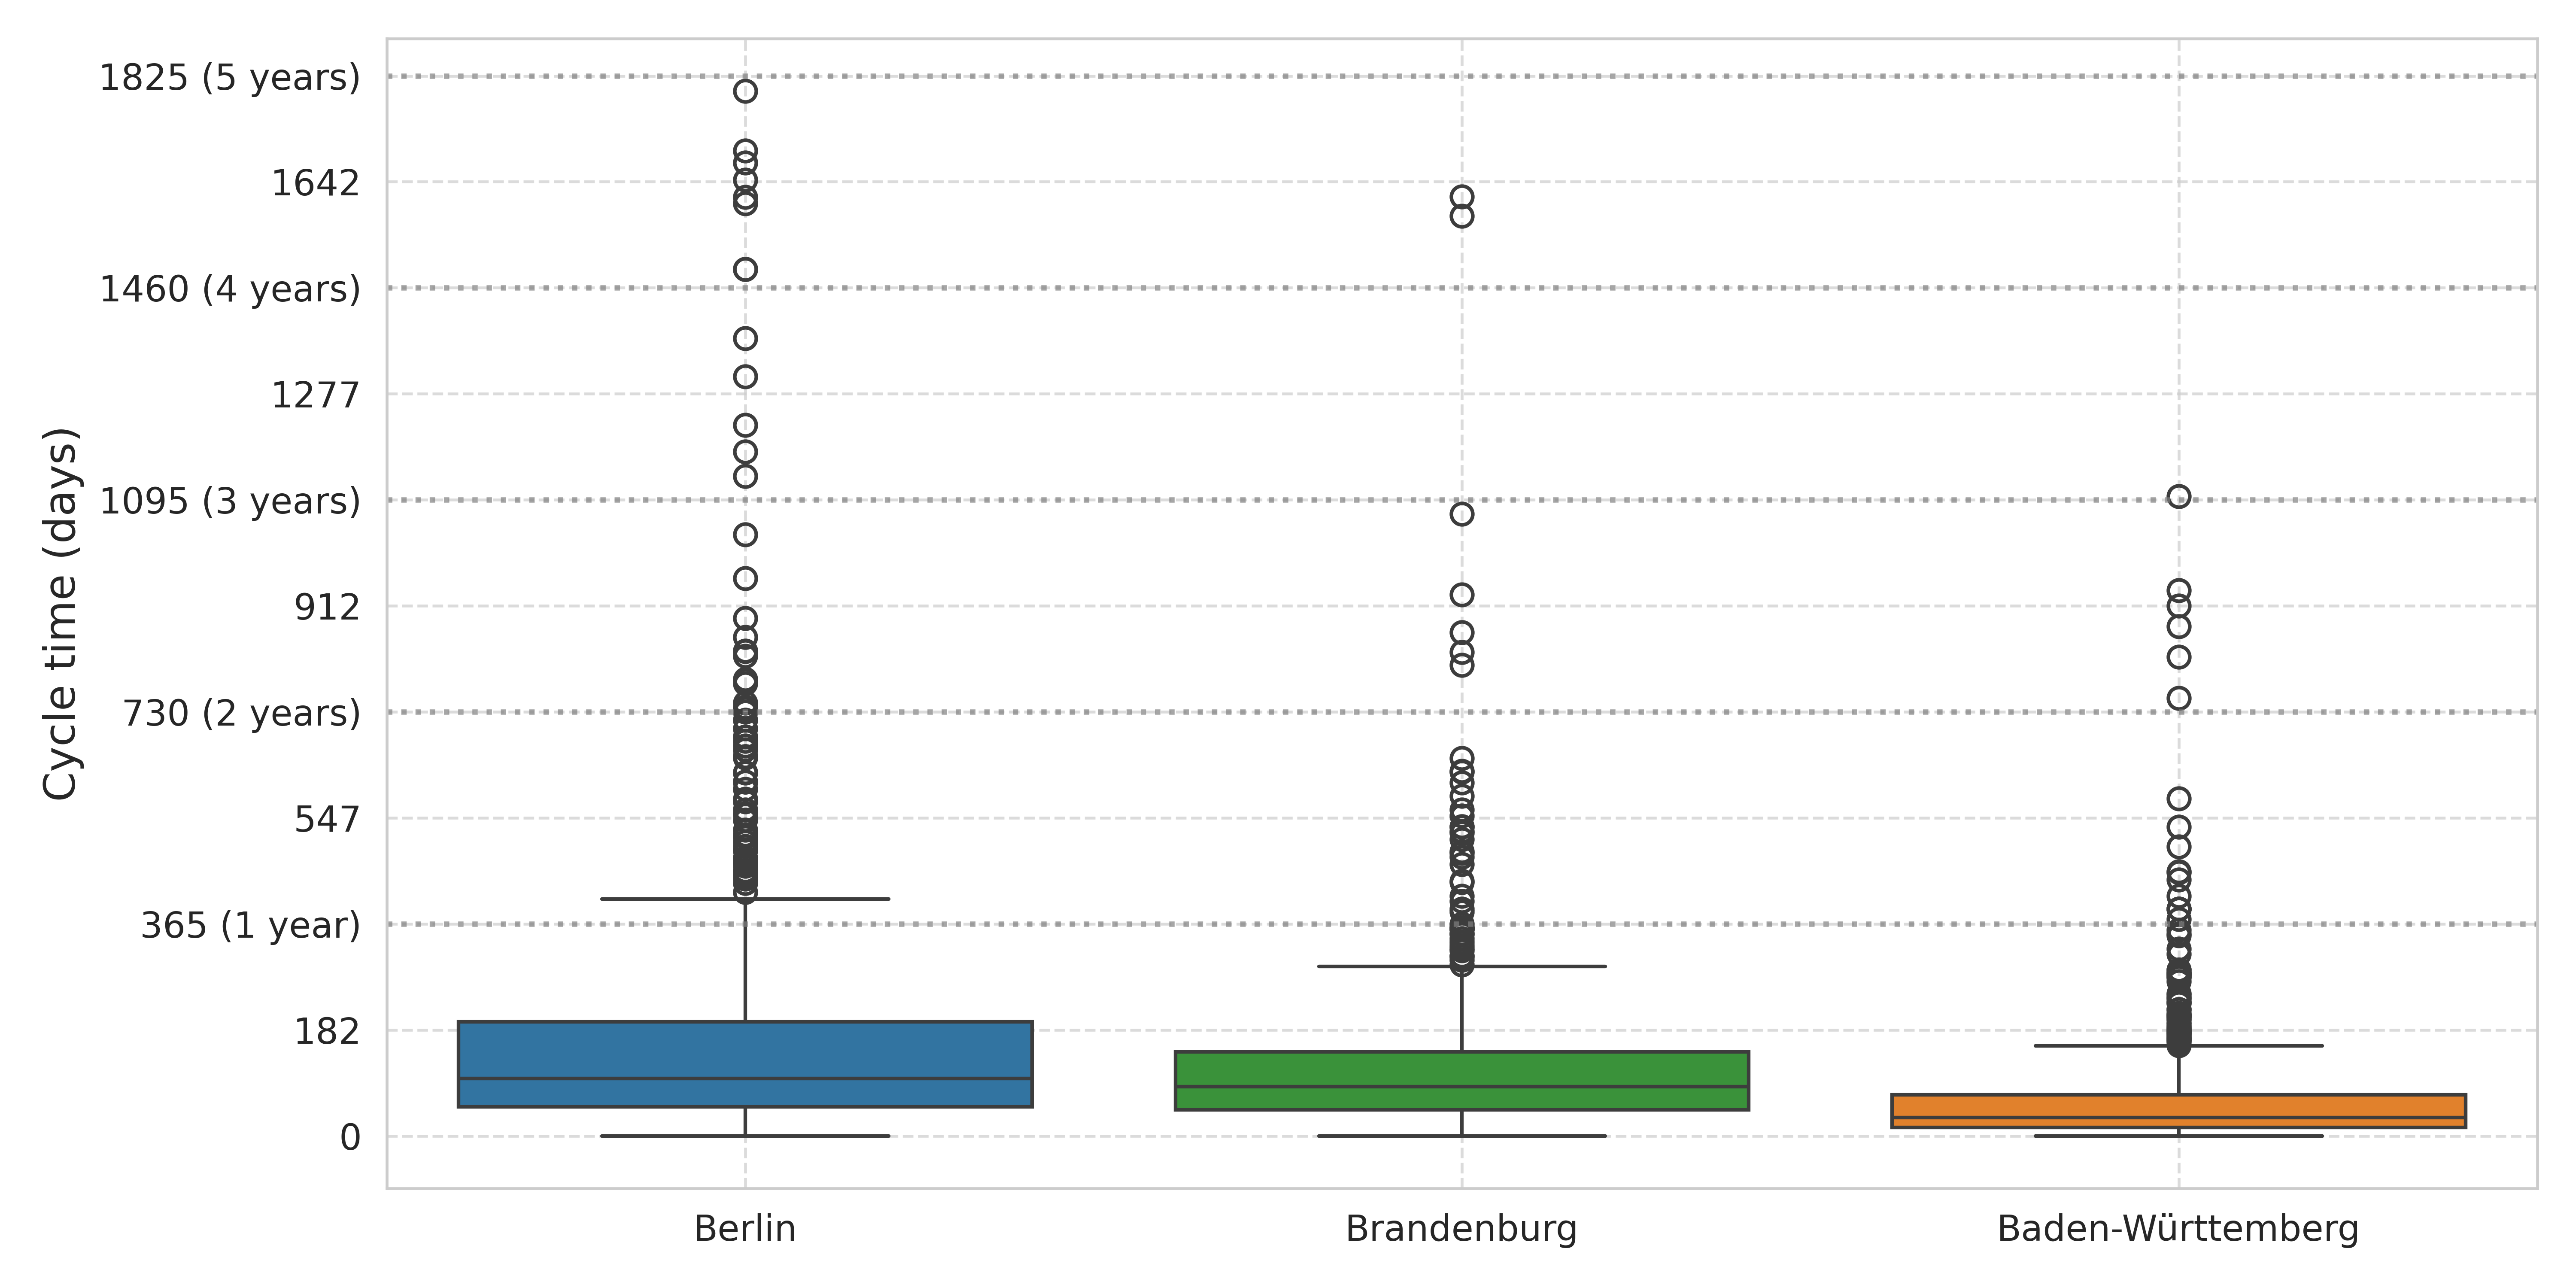 Cycle time (days)
1825 (5 years)
1642
1460 (4 years)
1277
1095 (3 years)
912
730 (2 years)
547
365 (1 year)
182
0
Berlin
Brandenburg
Baden-Württemberg